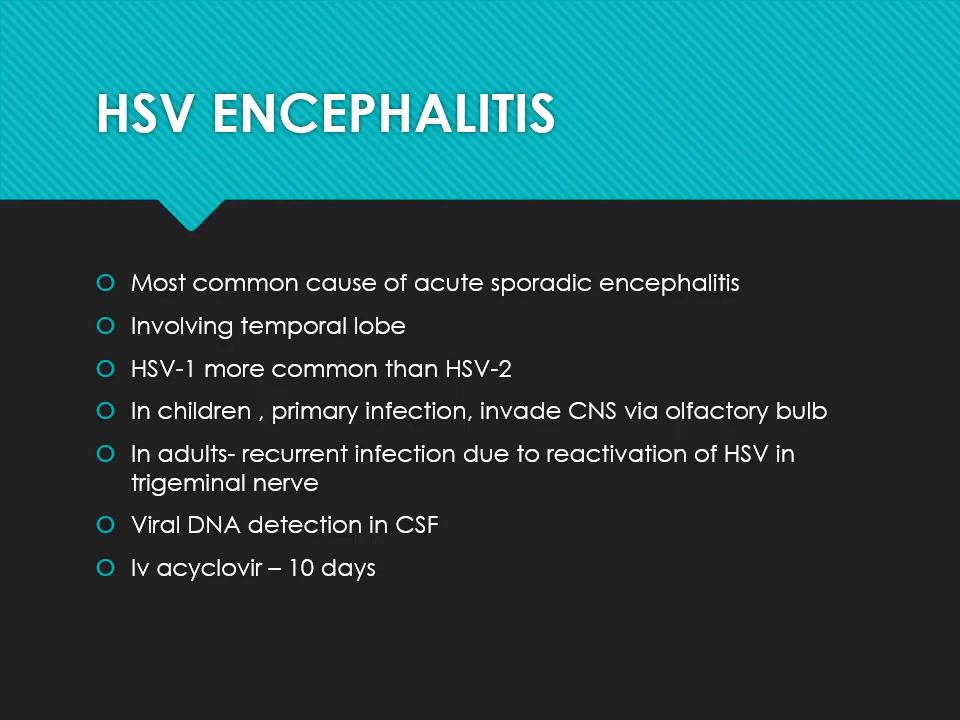 HSV ENCEPHALITIS
Most common cause of acute sporadic encephalitis
Involving temporal lobe
HSV-1 more common than HSV-2
In children , primary infection, invade CNS via olfactory bulb
In adults- recurrent infection due to reactivation of HSV in
trigeminal nerve
Viral DNA detection in CSF
Iv acyclovir – 10 days